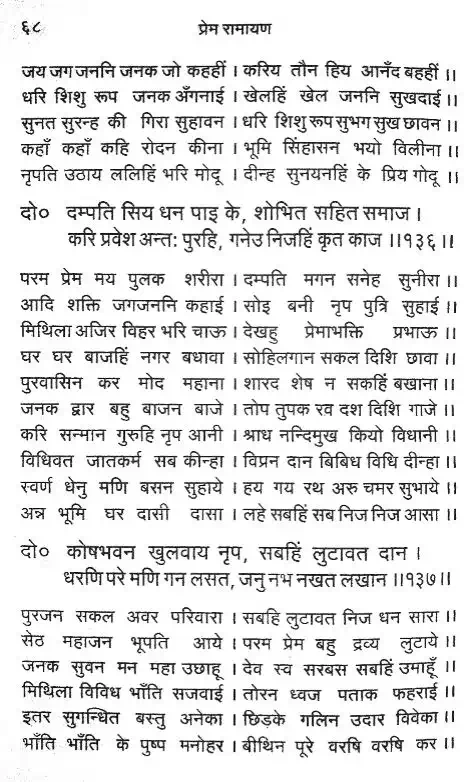 ६८ प्रेम रामायण
जय जग जननि जनक जो कहहीं । करिय तौन हिय आनँद बहहीं ।।
धरि शिशु रूप जनक अँगनाई । खेलहिं खेल जननि सुखदाई ।।
सुनत सुरन्ह की गिरा सुहावन । धरि शिशु रूप सुभग सुख छावन ।।
कहाँ कहाँ कहि रोदन कीना । भूमि सिंहासन भयो विलीना ।।
नृपति उठाय ललिहिं भरि मोदू । दीन्ह सुनयनहिं के प्रिय गोदू ।।
दो० दम्पति सिय धन पाइ के, शोभित सहित समाज ।
करि प्रवेश अन्त: पुरहि, गनेउ निजहिं कृत काज ।।१३६।।
परम प्रेम मय पुलक शरीरा । दम्पति मगन सनेह सुनीरा ।।
आदि शक्ति जगजननि कहाई । सोइ बनी नृप पुत्रि सुहाई ।।
मिथिला अजिर विहर भरि चाऊ । देखहु प्रेमाभक्ति प्रभाऊ ।।
घर घर बाजहिं नगर बधावा । सोहिलगान सकल दिशि छावा ।।
पुरवासिन कर मोद महाना । शारद शेष न सकहिं बखाना ।।
जनक द्वार बहु बाजन बाजे । तोप तुपक रव दश दिशि गाजे ।।
करि सन्मान गुरुहि नृप आनी । श्राध नन्दिमुख कियो विधानी ।।
विधिवत जातकर्म सब कीन्हा । विप्रन दान बिबिध विधि दीन्हा ।।
स्वर्ण धेनु मणि बसन सुहाये । हय गय रथ अरु चमर सुभाये ।।
अन्न भूमि घर दासी दासा । लहे सबहिं सब निज निज आसा ।।
दो० कोषभवन खुलवाय नृप, सबहिं लुटावत दान ।
धरणि परे मणि गन लसत, जनु नभ नखत लखान ।।१३७।।
पुरजन सकल अवर परिवारा । सबहि लुटावत निज धन सारा ।।
सेठ महाजन भूपति आये । परम प्रेम बहु द्रव्य लुटाये ।।
जनक सुवन मन महा उछाहू । देव स्व सरबस सबहिं उमाहूँ ।।
मिथिला विविध भाँति सजवाई । तोरन ध्वज पताक फहराई ।।
इतर सुगन्धित बस्तु अनेका । छिड़के गलिन उदार विवेका ।।
भाँति भाँति के पुष्प मनोहर । बीथिन पूरे वरषि वरषि कर ।।